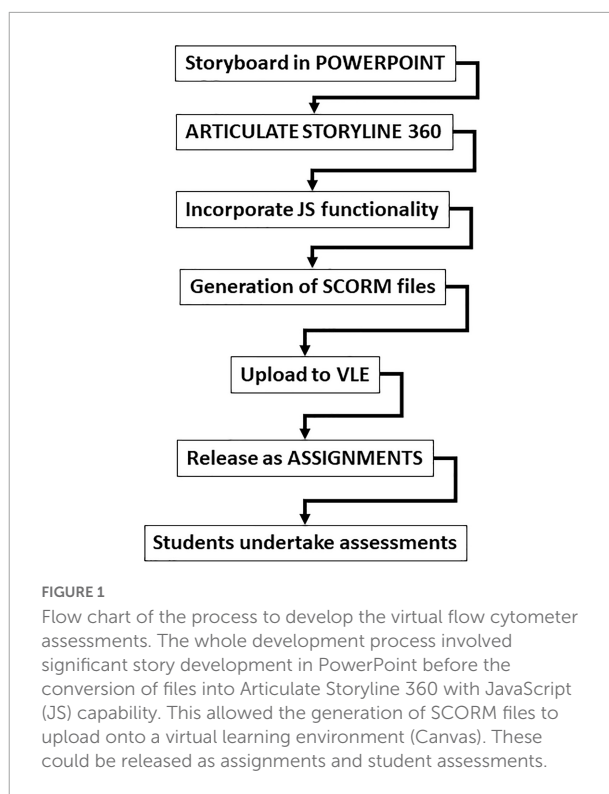 Storyboard in POWERPOINT
ARTICULATE STORYLINE 360
Incorporate JS functionality
Generation of SCORM files
Upload to VLE
Release as ASSIGNMENTS
Students undertake assessments
FIGURE 1
Flow chart of the process to develop the virtual flow cytometer
assessments. The whole development process involved
significant story development in PowerPoint before the
conversion of files into Articulate Storyline 360 with JavaScript
(JS) capability. This allowed the generation of SCORM files to
upload onto a virtual learning environment (Canvas). These
could be released as assignments and student assessments.